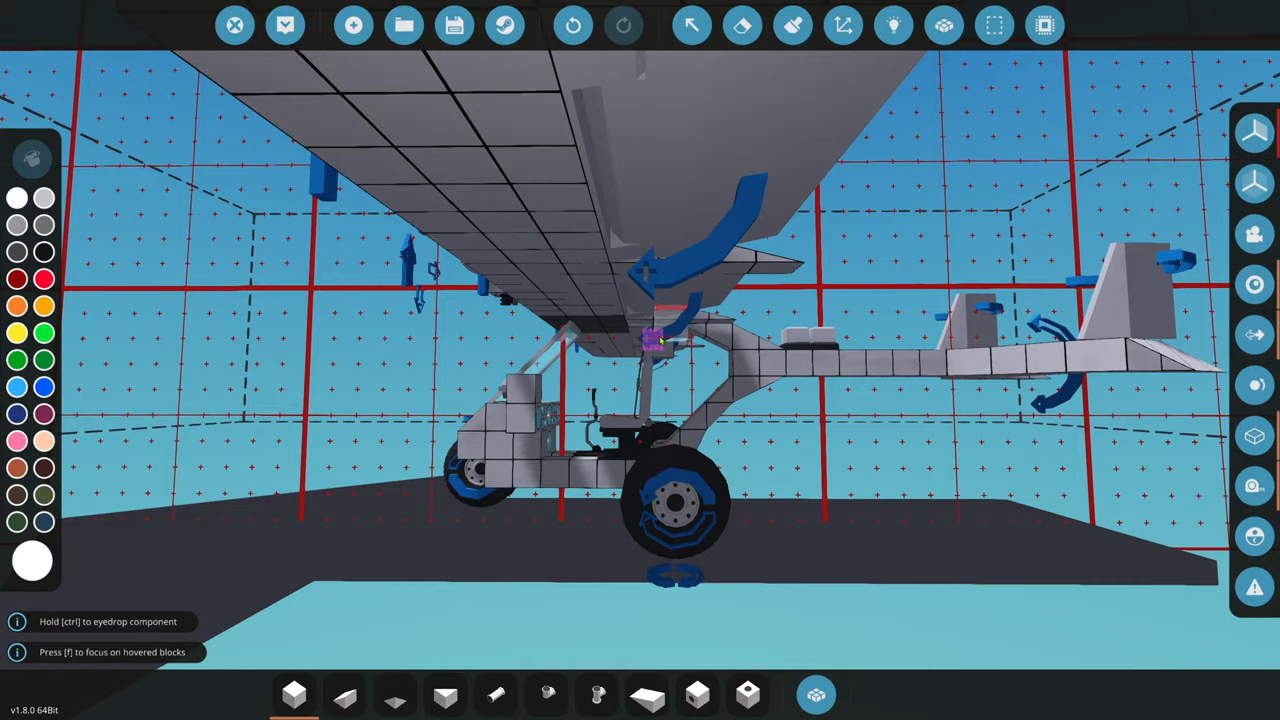 Hold [ctrl] to eyedrop component
Press [f] to focus on hovered blocks
v1.8.0 64Bit